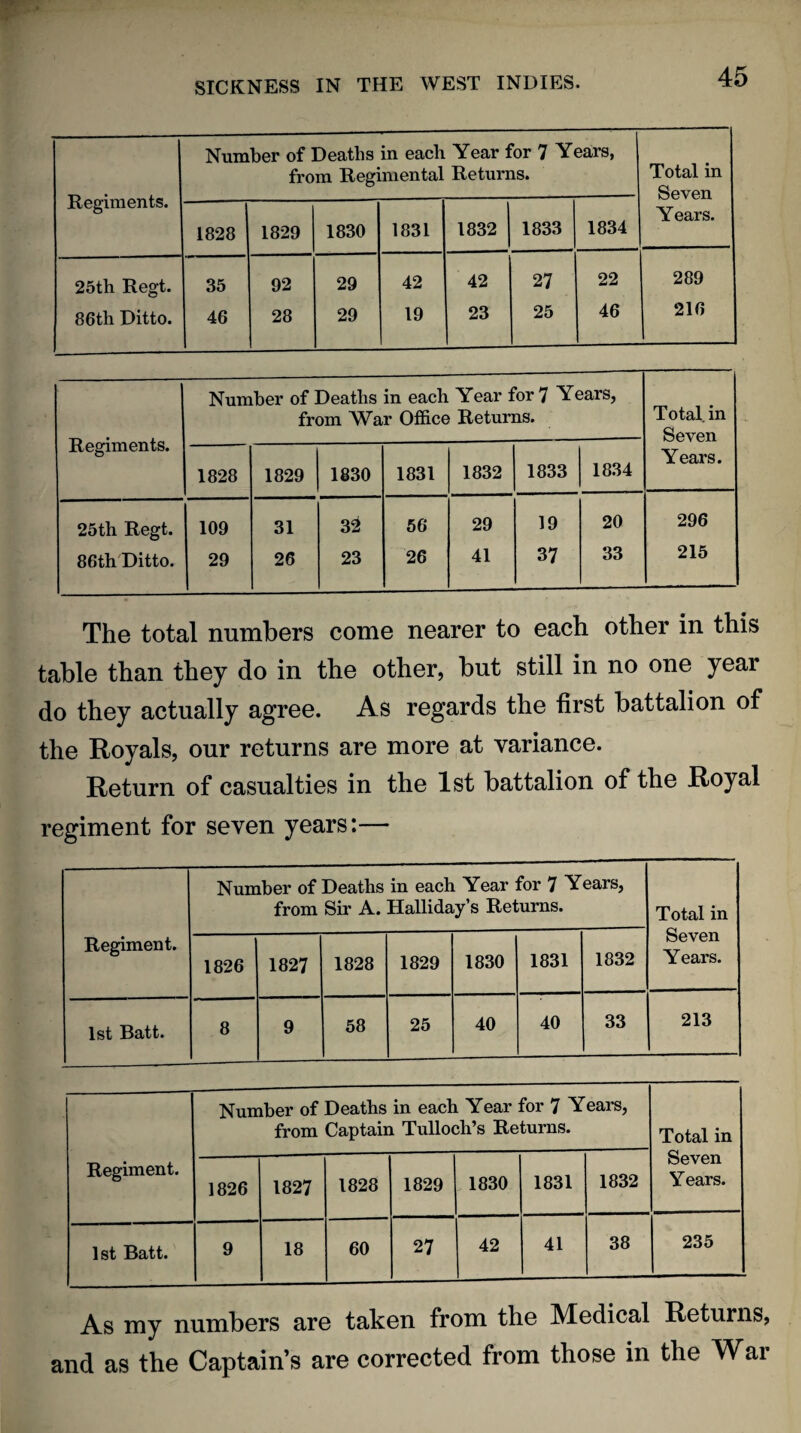 SICKNESS IN THE WEST INDIES. 45
Regiments. Number of Deaths in each Year for 7 Years, from Regimental Returns. Total in Seven Years.
1828 1829 1830 1831 1832 1833 1834
25th Regt. 35 92 29 42 42 27 22 289
86th Ditto. 46 28 29 19 23 25 46 216
Regiments. Number of Deaths in each Year for 7 Years, from War Office Returns. Total in Seven Years.
1828 1829 1830 1831 1832 1833 1834
25th Regt. 109 31 32 56 29 19 20 296
86th Ditto. 29 26 23 26 41 37 33 215
The total numbers come nearer to each other in this
table than they do in the other, but still in no one year
do they actually agree. As regards the first battalion of
the Royals, our returns are more at variance.
Return of casualties in the 1st battalion of the Royal
regiment for seven years:—
Regiment. Number of Deaths in each Year for 7 Years, from Sir A. Halliday's Returns. Total in Seven Years.
1826 1827 1828 1829 1830 1831 1832
1st Batt. 8 9 58 25 40 40 33 213
Regiment. Number of Deaths in each Year for 7 Years, from Captain Tulloch's Returns. Total in Seven Years.
1826 1827 1828 1829 1830 1831 1832
1st Batt. 9 18 60 27 42 41 38 235
As my numbers are taken from the Medical Returns,
and as the Captain's are corrected from those in the War